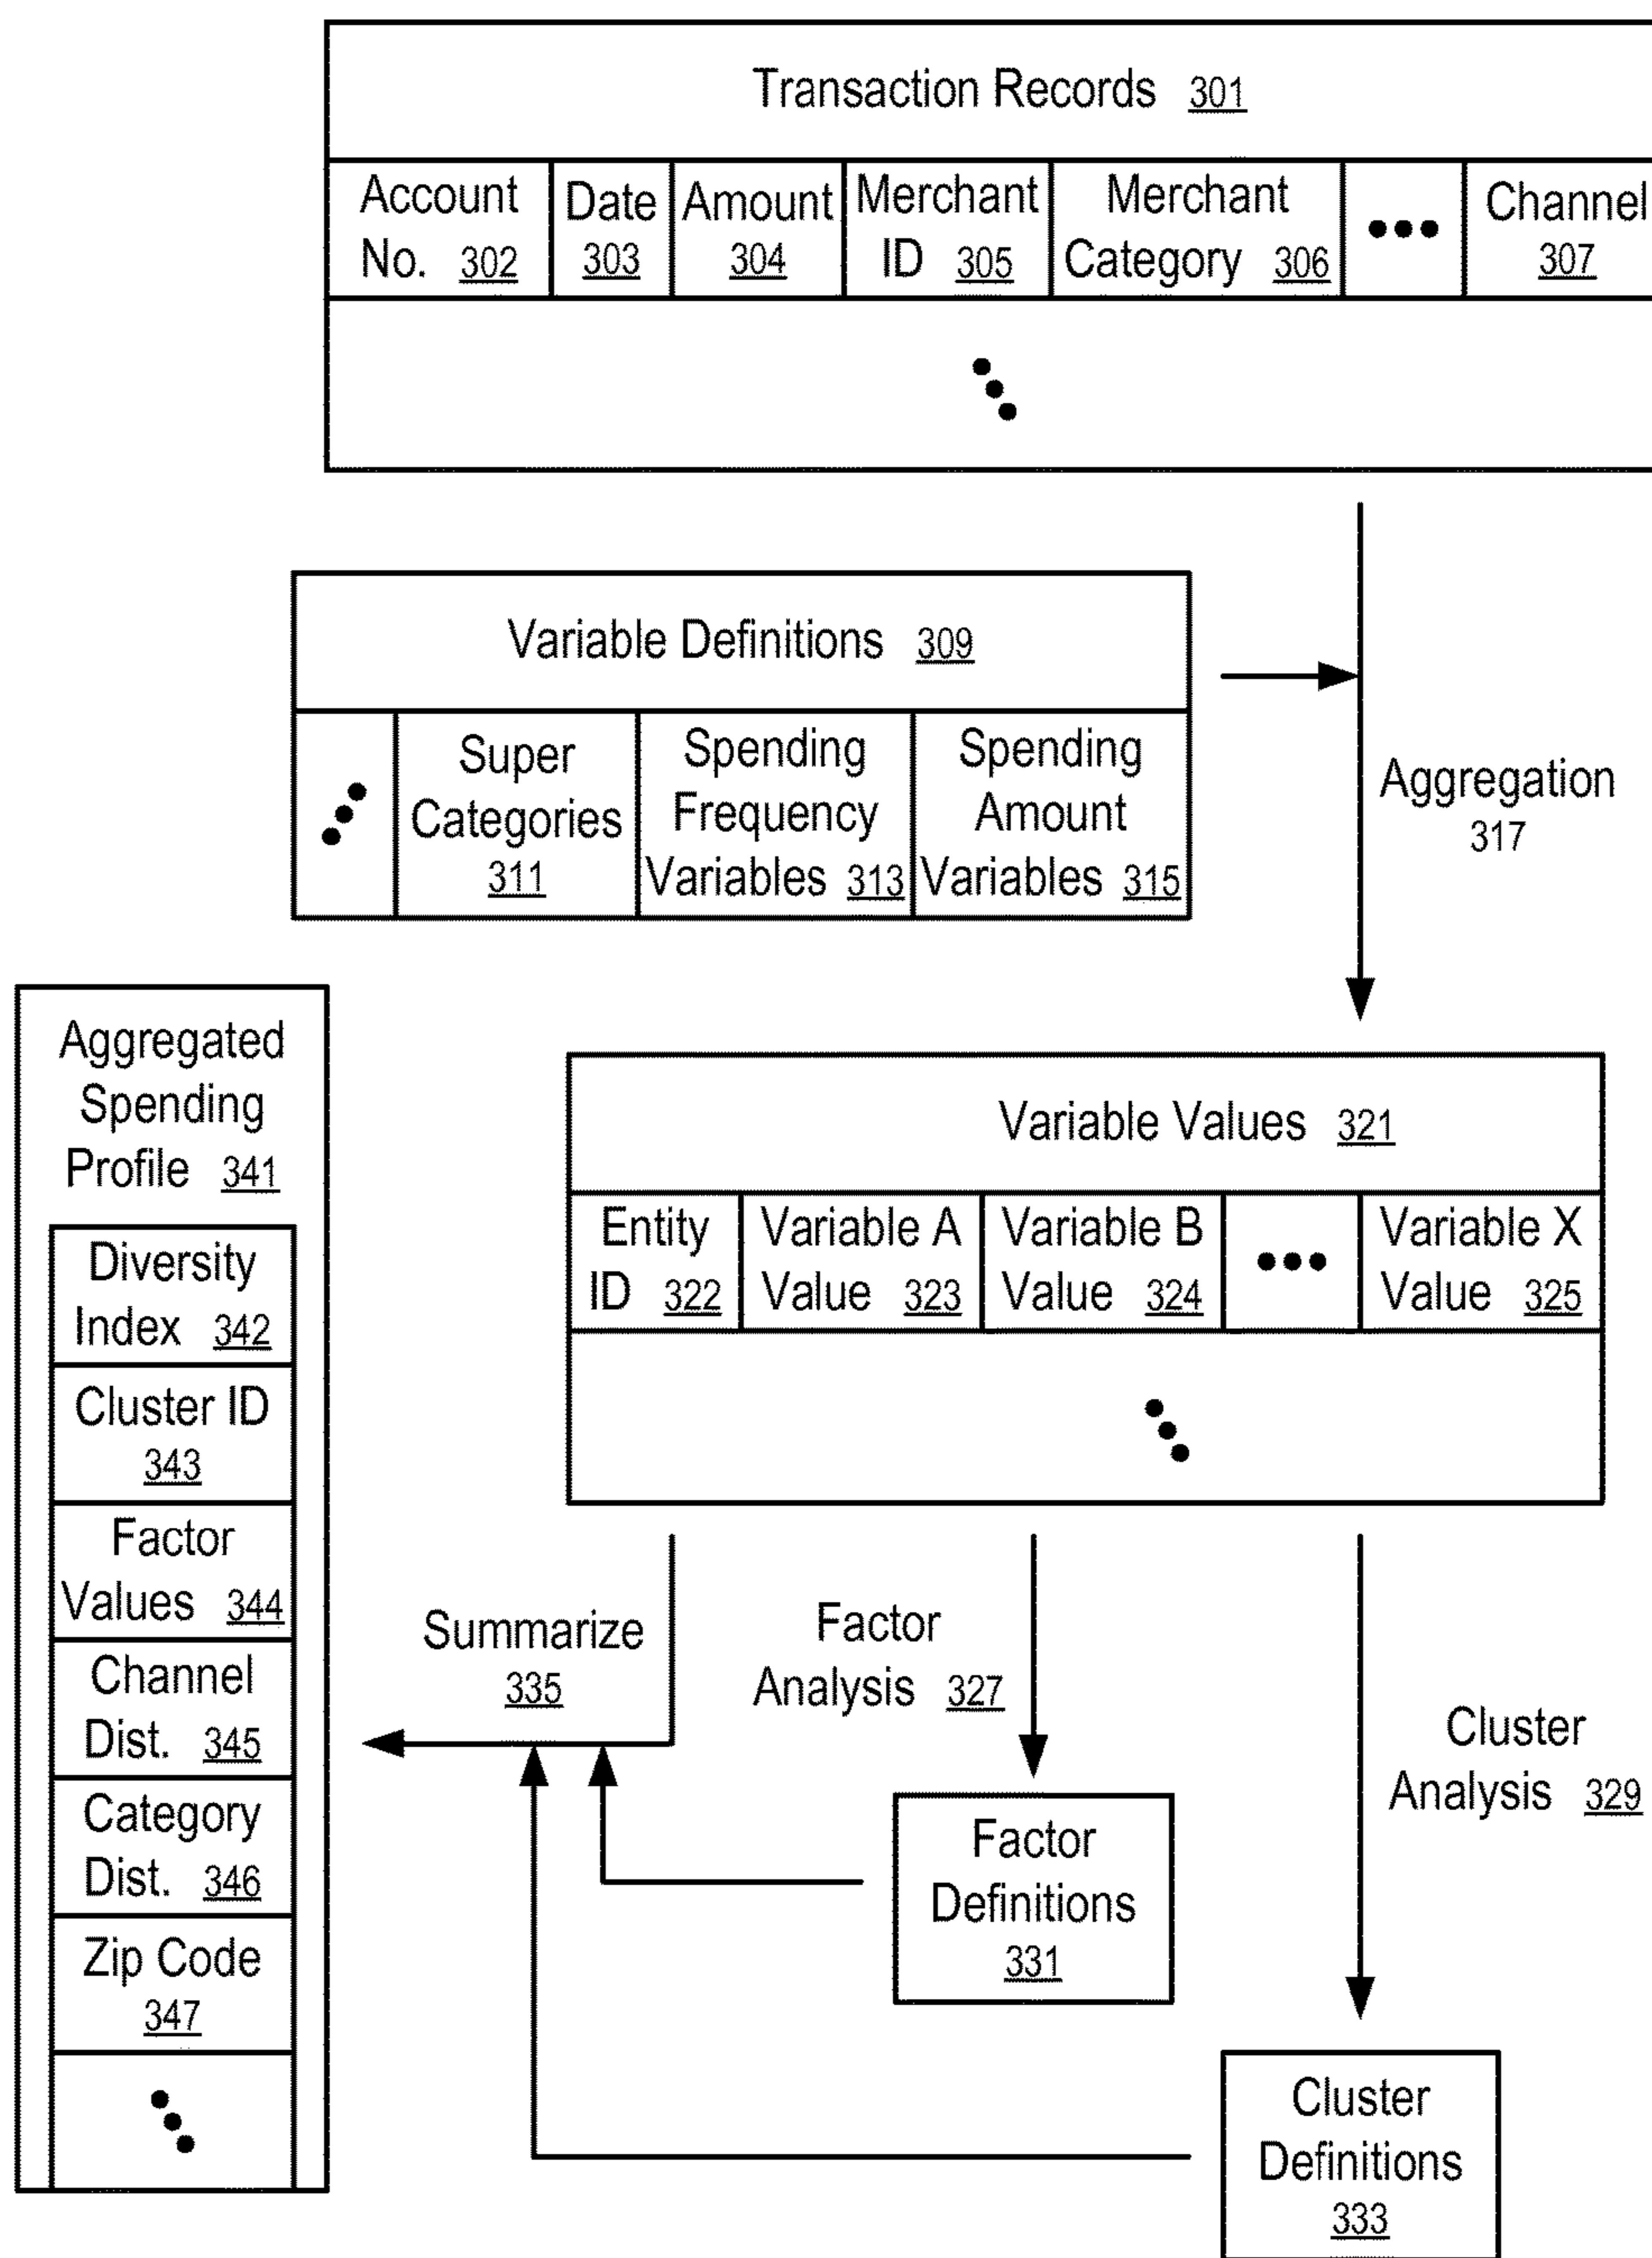 Transaction Records 301
Account
No. 302
Date
303
Amount
304
Merchant
ID 305
Merchant
Category 306
Channel
307
Variable Definitions 309
Super
Categories
311
Spending
Frequency
Variables 313
Spending
Amount
Variables 315
Aggregation
317
Aggregated
Spending
Profile 341
Diversity
Index 342
Cluster ID
343
Factor
Values 344
Channel
Dist. 345
Category
Dist. 346
Zip Code
347
Variable Values 321
Entity
ID 322
Variable A
Value 323
Variable B
Value 324
Variable X
Value 325
Summarize
335
Factor
Analysis 327
Cluster
Analysis 329
Factor
Definitions
331
Cluster
Definitions
333